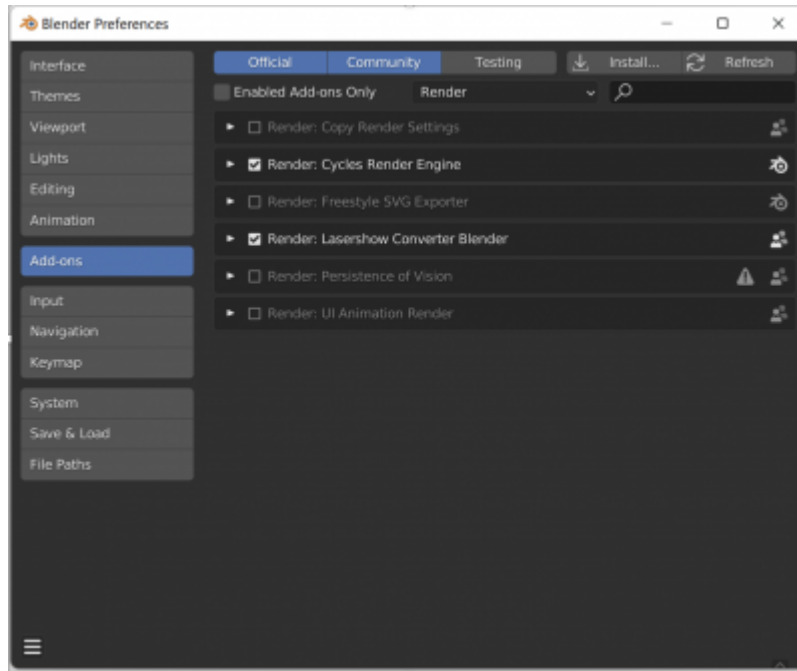 Blender Preferences
Interface
Themes
Viewport
Lights
Editing
Animation
Add-ons
Input
Navigation
Keymap
System
Save & Load
File Paths
Official Community Testing Install... Refresh
Enabled Add-ons Only Render
Render: Copy Render Settings
Render: Cycles Render Engine
Render: Freestyle SVG Exporter
Render: Lasershow Converter Blender
Render: Persistence of Vision
Render: UI Animation Render